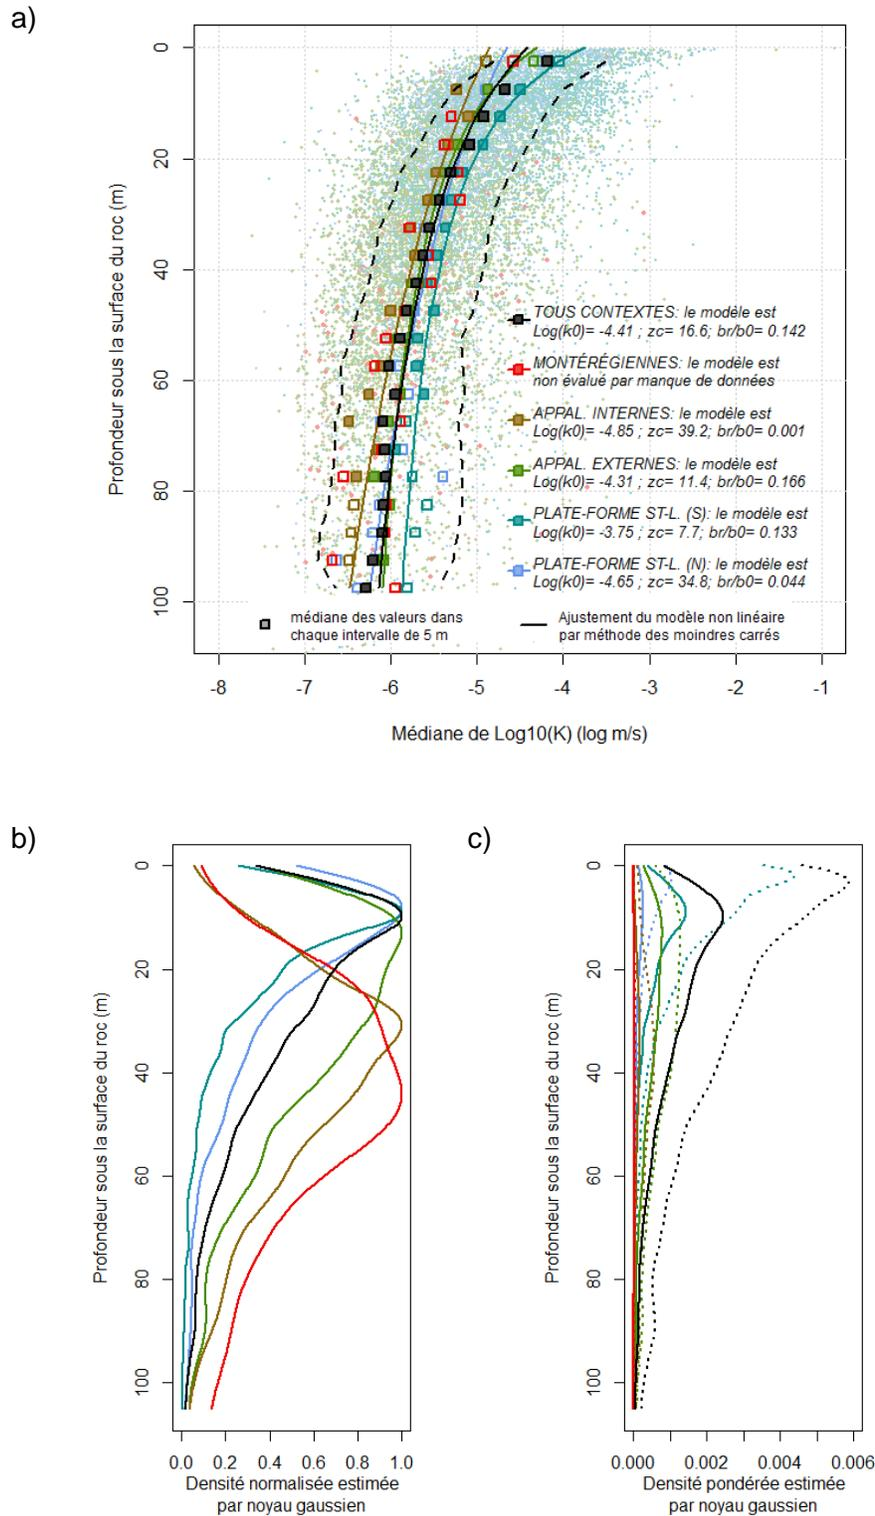 a)
0
20
40
60
80
100
Profondeur sous la surface du roc (m)
TOUS CONTEXTES: le modèle est
Log(k0)= -4.41 ; zc= 16.6; br/b0= 0.142
MONTÉRÉGIENNES: le modèle est
non évalué par manque de données
APPAL. INTERNES: le modèle est
Log(k0)= -4.85 ; zc= 39.2; br/b0= 0.001
APPAL. EXTERNES: le modèle est
Log(k0)= -4.31 ; zc= 11.4; br/b0= 0.166
PLATE-FORME ST-L. (S): le modèle est
Log(k0)= -3.75 ; zc= 7.7; br/b0= 0.133
PLATE-FORME ST-L. (N): le modèle est
Log(k0)= -4.65 ; zc= 34.8; br/b0= 0.044
médiane des valeurs dans
chaque intervalle de 5 m
Ajustement du modèle non linéaire
par méthode des moindres carrés
-8 -7 -6 -5 -4 -3 -2 -1
Médiane de Log10(K) (log m/s)
b)
0
20
40
60
80
100
Profondeur sous la surface du roc (m)
0.0 0.2 0.4 0.6 0.8 1.0
Densité normalisée estimée
par noyau gaussien
c)
0
20
40
60
80
100
Profondeur sous la surface du roc (m)
0.000 0.002 0.004 0.006
Densité pondérée estimée
par noyau gaussien